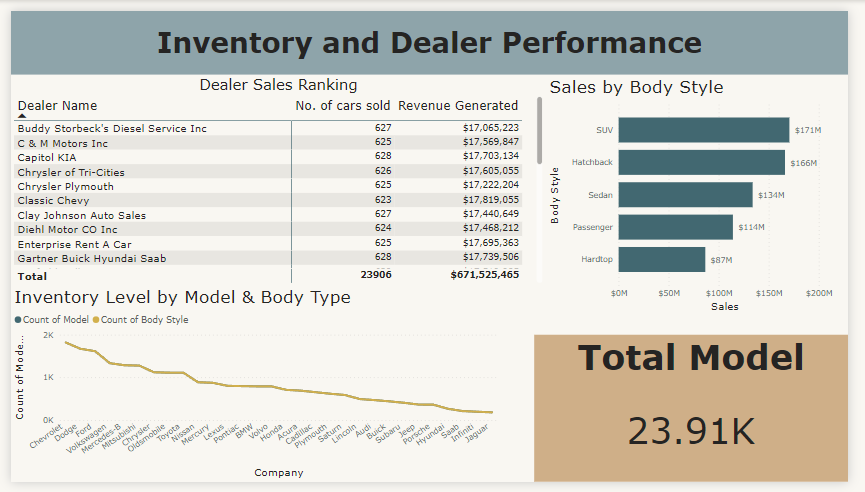 Inventory and Dealer Performance
Dealer Sales Ranking
Dealer Name No. of cars sold Revenue Generated
Buddy Storbeck's Diesel Service Inc 627 $17,065,223
C & M Motors Inc 625 $17,569,847
Capitol KIA 628 $17,703,134
Chrysler of Tri-Cities 626 $17,605,055
Chrysler Plymouth 625 $17,222,204
Classic Chevy 623 $17,819,055
Clay Johnson Auto Sales 627 $17,440,649
Diehl Motor CO Inc 624 $17,468,212
Enterprise Rent A Car 625 $17,695,363
Gartner Buick Hyundai Saab 628 $17,739,506
Total 23906 $671,525,465
Sales by Body Style
Body Style
SUV $171M
Hatchback $166M
Sedan $134M
Passenger $114M
Hardtop $87M
$0M $50M $100M $150M $200M
Sales
Inventory Level by Model & Body Type
Count of Model Count of Body Style
Count of Mode...
2K
1K
0K
Chevrolet Dodge Ford Volkswagen Mercedes-B Mitsubishi Chrysler Oldsmobile Toyota Nissan Mercury Lexus Pontiac BMW Volvo Honda Acura Cadillac Plymouth Saturn Lincoln Audi Buick Subaru Jeep Porsche Hyundai Saab Infiniti Jaguar
Company
Total Model
23.91K